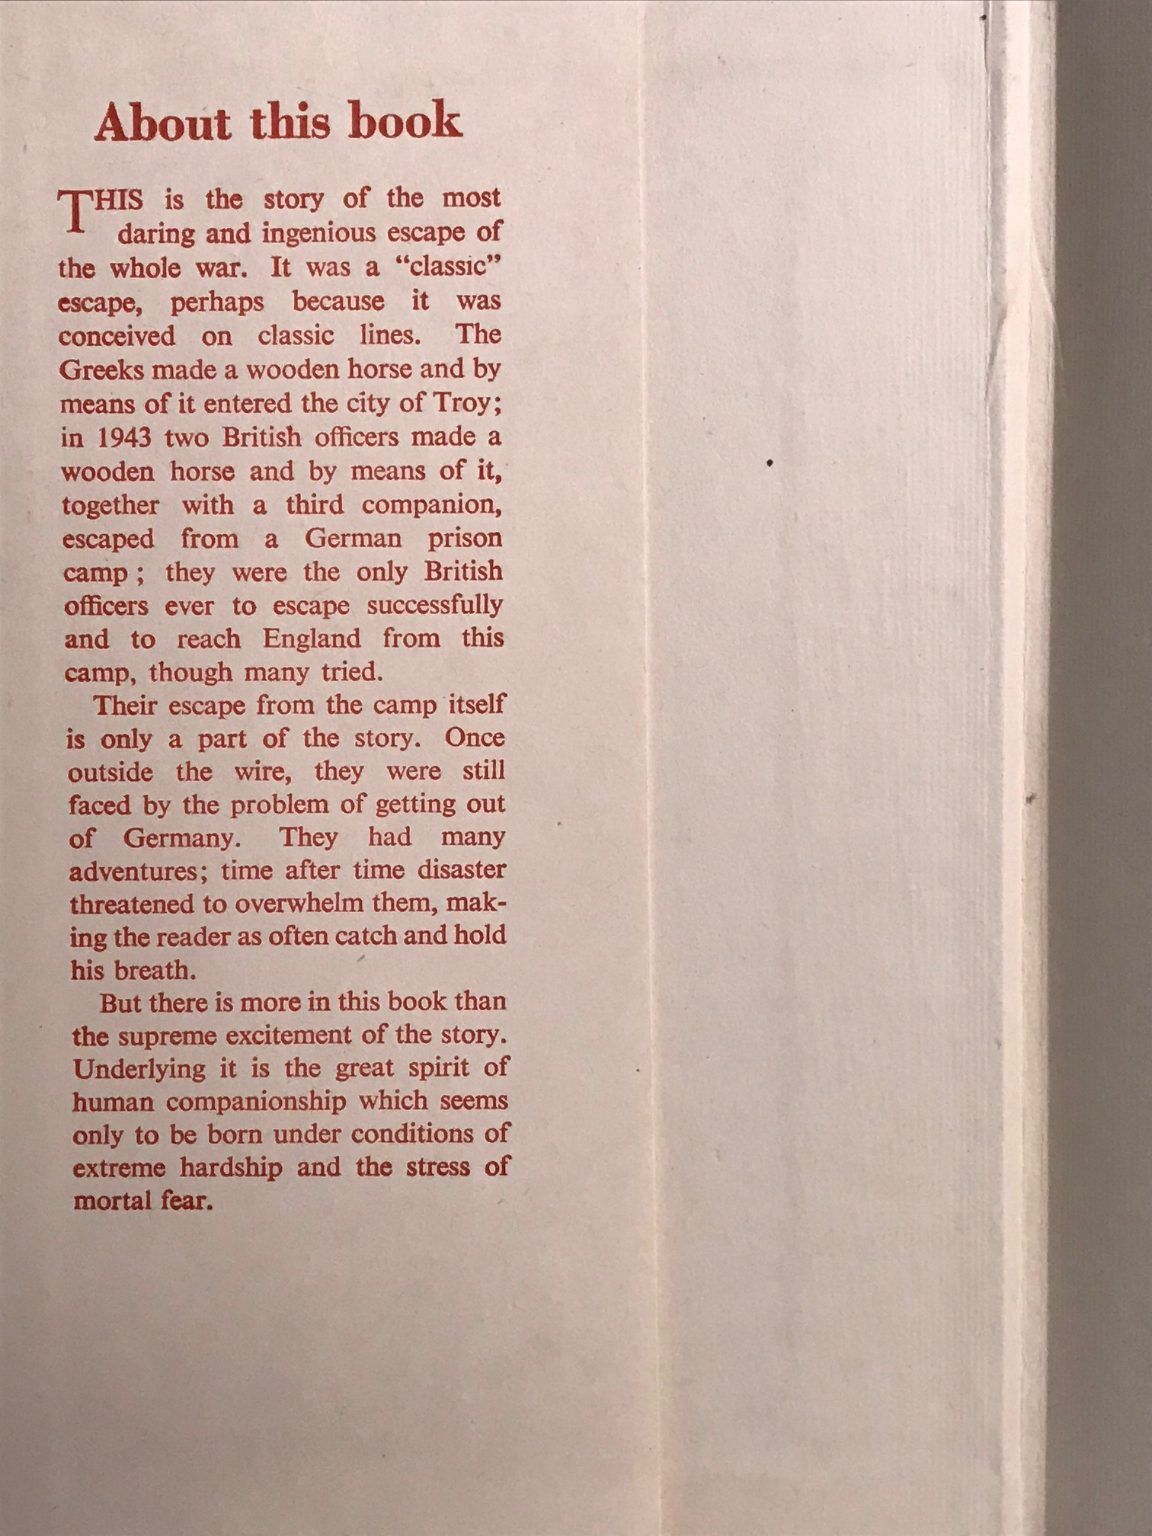 About this book
THIS is the story of the most
daring and ingenious escape of
the whole war. It was a “classic”
escape, perhaps because it was
conceived on classic lines. The
Greeks made a wooden horse and by
means of it entered the city of Troy;
in 1943 two British officers made a
wooden horse and by means of it,
together with a third companion,
escaped from a German prison
camp ; they were the only British
officers ever to escape successfully
and to reach England from this
camp, though many tried.
Their escape from the camp itself
is only a part of the story. Once
outside the wire, they were still
faced by the problem of getting out
of Germany. They had many
adventures; time after time disaster
threatened to overwhelm them, mak-
ing the reader as often catch and hold
his breath.
But there is more in this book than
the supreme excitement of the story.
Underlying it is the great spirit of
human companionship which seems
only to be born under conditions of
extreme hardship and the stress of
mortal fear.